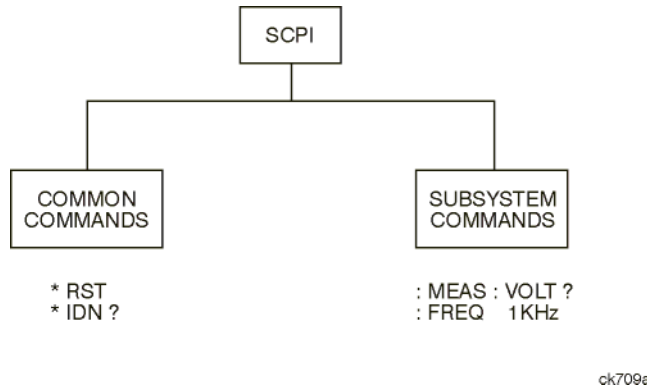 SCPI
COMMON
COMMANDS
SUBSYSTEM
COMMANDS
* RST
* IDN ?
: MEAS : VOLT ?
: FREQ 1KHz
ck709a